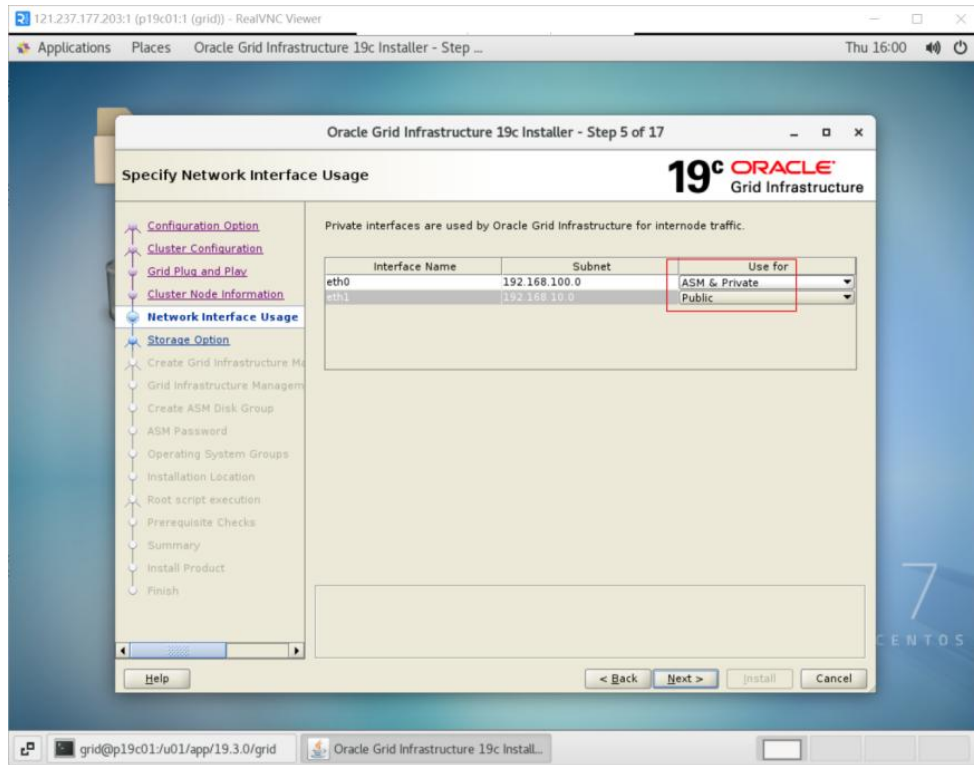 121.237.177.203:1 (p19c01:1 (grid)) - RealVNC Viewer
Applications Places Oracle Grid Infrastructure 19c Installer - Step ... Thu 16:00
Oracle Grid Infrastructure 19c Installer - Step 5 of 17
Specify Network Interface Usage
19c ORACLE
Grid Infrastructure
Configuration Option
Cluster Configuration
Grid Plug and Play
Cluster Node Information
Network Interface Usage
Storage Option
Create Grid Infrastructure Ma
Grid Infrastructure Managem
Create ASM Disk Group
ASM Password
Operating System Groups
Installation Location
Root script execution
Prerequisite Checks
Summary
Install Product
Finish
Private interfaces are used by Oracle Grid Infrastructure for internode traffic.
Interface Name Subnet Use for
eth0 192.168.100.0 ASM & Private
eth1 192.168.10.0 Public
7
CENTOS
Help < Back Next > Install Cancel
grid@p19c01:/u01/app/19.3.0/grid Oracle Grid Infrastructure 19c Install...